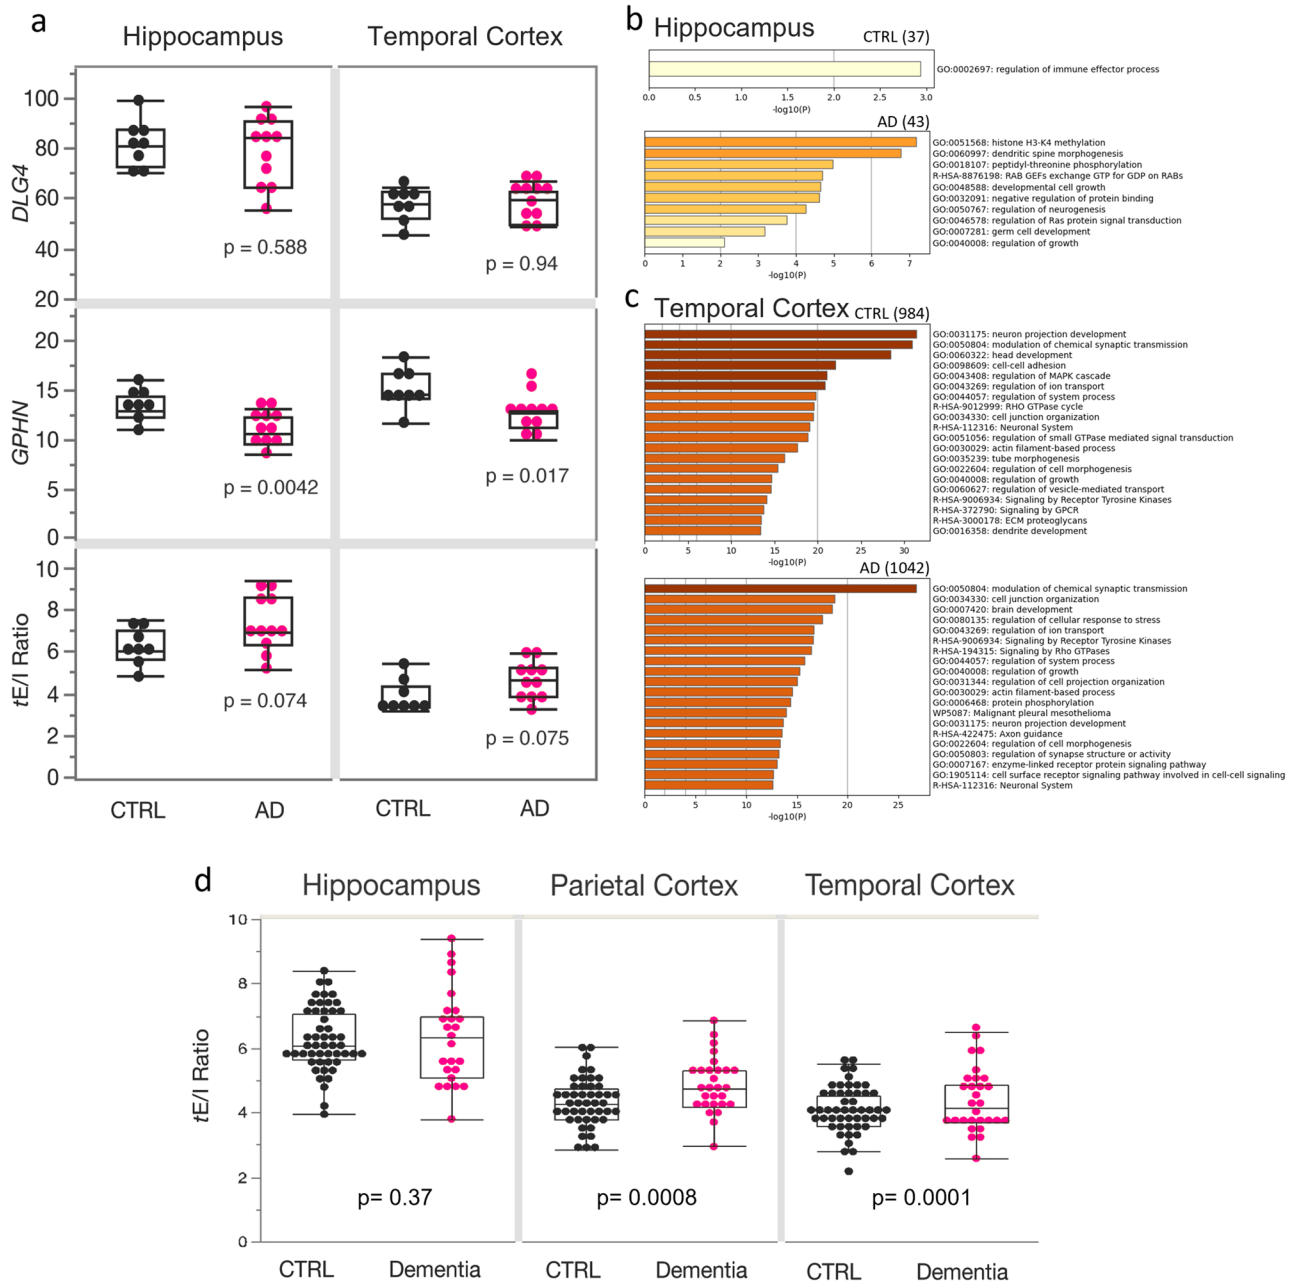 a
Hippocampus
Temporal Cortex
DLG4
100
80
60
40
20
p = 0.588
p = 0.94
GPHN
20
15
10
5
0
p = 0.0042
p = 0.017
tE/I Ratio
10
8
6
4
2
0
p = 0.074
p = 0.075
CTRL
AD
CTRL
AD
b
Hippocampus
CTRL (37)
GO:0002697: regulation of immune effector process
0.0 0.5 1.0 1.5 2.0 2.5 3.0
-log10(P)
AD (43)
GO:0051568: histone H3-K4 methylation
GO:0060997: dendritic spine morphogenesis
GO:0018107: peptidyl-threonine phosphorylation
R-HSA-8876198: RAB GEFs exchange GTP for GDP on RABs
GO:0048588: developmental cell growth
GO:0032091: negative regulation of protein binding
GO:0050767: regulation of neurogenesis
GO:0046578: regulation of Ras protein signal transduction
GO:0007281: germ cell development
GO:0040008: regulation of growth
0 1 2 3 4 5 6 7
-log10(P)
c
Temporal Cortex
CTRL (984)
GO:0031175: neuron projection development
GO:0050804: modulation of chemical synaptic transmission
GO:0060322: head development
GO:0098609: cell-cell adhesion
GO:0043408: regulation of MAPK cascade
GO:0043269: regulation of ion transport
GO:0044057: regulation of system process
R-HSA-9012999: RHO GTPase cycle
GO:0034330: cell junction organization
R-HSA-112316: Neuronal System
GO:0051056: regulation of small GTPase mediated signal transduction
GO:0030029: actin filament-based process
GO:0035239: tube morphogenesis
GO:0022604: regulation of cell morphogenesis
GO:0040008: regulation of growth
GO:0060627: regulation of vesicle-mediated transport
R-HSA-9006934: Signaling by Receptor Tyrosine Kinases
R-HSA-372790: Signaling by GPCR
R-HSA-3000178: ECM proteoglycans
GO:0016358: dendrite development
0 5 10 15 20 25 30
-log10(P)
AD (1042)
GO:0050804: modulation of chemical synaptic transmission
GO:0034330: cell junction organization
GO:0007420: brain development
GO:0080135: regulation of cellular response to stress
GO:0043269: regulation of ion transport
R-HSA-9006934: Signaling by Receptor Tyrosine Kinases
R-HSA-194315: Signaling by Rho GTPases
GO:0044057: regulation of system process
GO:0040008: regulation of growth
GO:0031344: regulation of cell projection organization
GO:0030029: actin filament-based process
GO:0006468: protein phosphorylation
WP5087: Malignant pleural mesothelioma
GO:0031175: neuron projection development
R-HSA-422475: Axon guidance
GO:0022604: regulation of cell morphogenesis
GO:0050803: regulation of synapse structure or activity
GO:0007167: enzyme-linked receptor protein signaling pathway
GO:1905114: cell surface receptor signaling pathway involved in cell-cell signaling
R-HSA-112316: Neuronal System
0 5 10 15 20 25
-log10(P)
d
Hippocampus
Parietal Cortex
Temporal Cortex
tE/I Ratio
10
8
6
4
2
0
p= 0.37
p= 0.0008
p= 0.0001
CTRL
Dementia
CTRL
Dementia
CTRL
Dementia